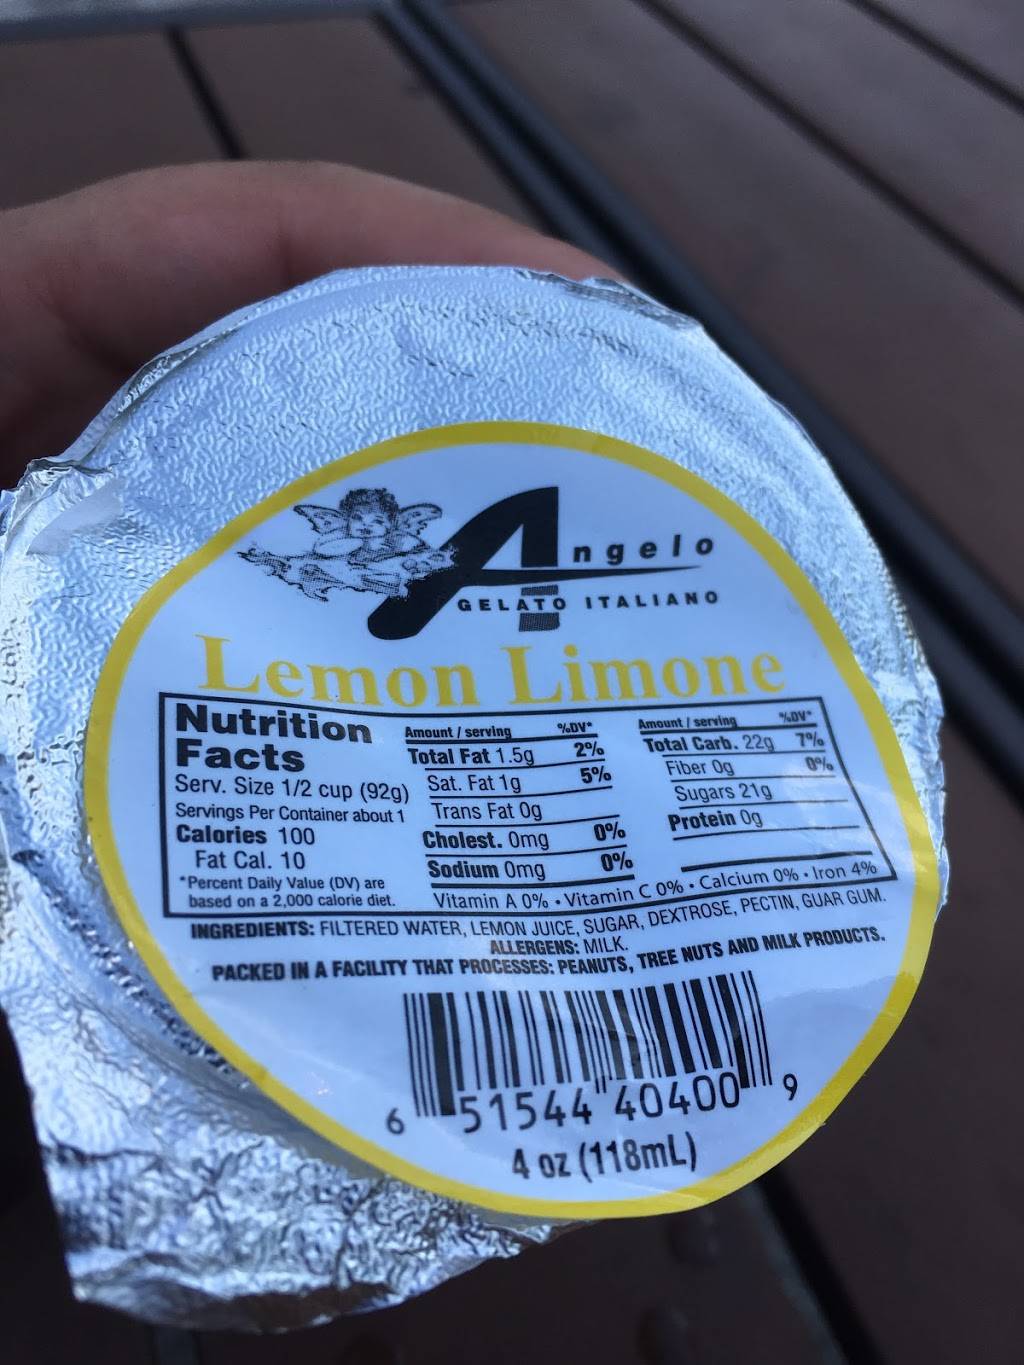 Angelo
GELATO ITALIANO
Lemon Limone
Nutrition
Facts
Serv. Size 1/2 cup (92g)
Servings Per Container about 1
Calories 100
Fat Cal. 10
*Percent Daily Value (DV) are
based on a 2,000 calorie diet.
Amount / serving %DV*
Total Fat 1.5g 2%
Sat. Fat 1g 5%
Trans Fat 0g
Cholest. 0mg 0%
Sodium 0mg 0%
Amount / serving %DV*
Total Carb. 22g 7%
Fiber 0g 0%
Sugars 21g
Protein 0g
Vitamin A 0% • Vitamin C 0% • Calcium 0% • Iron 4%
INGREDIENTS: FILTERED WATER, LEMON JUICE, SUGAR, DEXTROSE, PECTIN, GUAR GUM.
ALLERGENS: MILK.
PACKED IN A FACILITY THAT PROCESSES: PEANUTS, TREE NUTS AND MILK PRODUCTS.
6 51544 40400 9
4 oz (118mL)